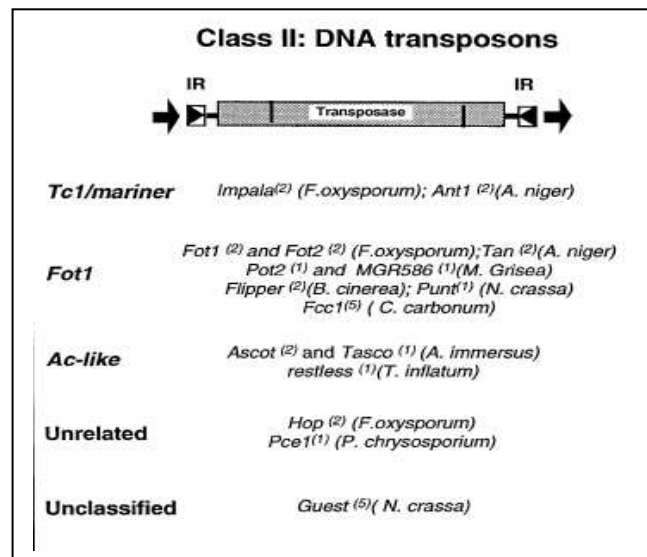 Class II: DNA transposons
IR IR
Transposase
Tc1/mariner Impala(2) (F.oxysporum); Ant1 (2)(A. niger)
Fot1 (2) and Fot2 (2) (F.oxysporum);Tan (2)(A. niger)
Fot1 Pot2 (1) and MGR586 (1)(M. Grisea)
Flipper (2)(B. cinerea); Punt(1) (N. crassa)
Fcc1(5) ( C. carbonum)
Ac-like Ascot (2) and Tasco (1) (A. immersus)
restless (1)(T. inflatum)
Unrelated Hop (2) (F.oxysporum)
Pce1(1) (P. chrysosporium)
Unclassified Guest (5)( N. crassa)